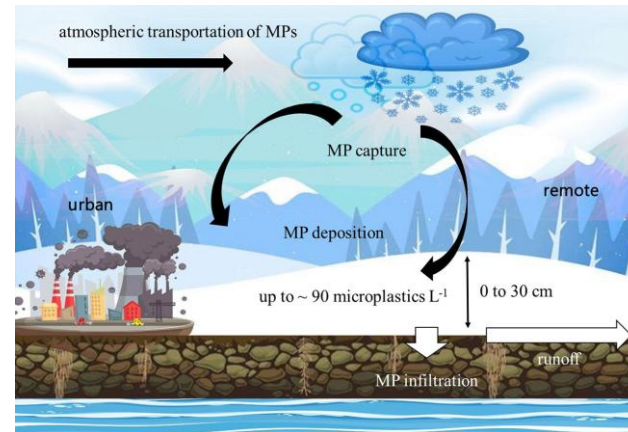 atmospheric transportation of MPs
MP capture
urban
remote
MP deposition
up to ~ 90 microplastics L-1
0 to 30 cm
runoff
MP infiltration